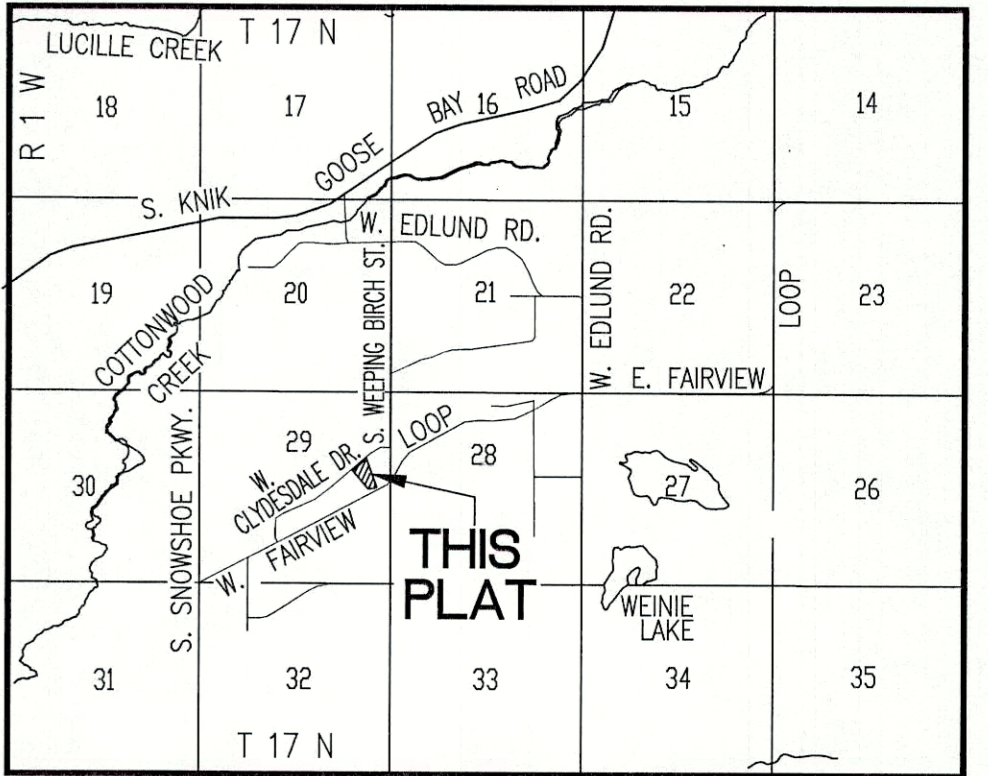 T 17 N
LUCILLE CREEK
R 1 W
18
17
BAY
16
ROAD
15
14
GOOSE
S. KNIK
W. EDLUND RD.
19
20
21
22
23
COTTONWOOD
CREEK
S. WEEPING BIRCH ST.
W. EDLUND RD.
LOOP
E. FAIRVIEW
S. SNOWSHOE PKWY.
29
LOOP
28
W.
CLYDESDALE DR.
30
27
26
W. FAIRVIEW
THIS
PLAT
WEINIE
LAKE
31
32
33
34
35
T 17 N